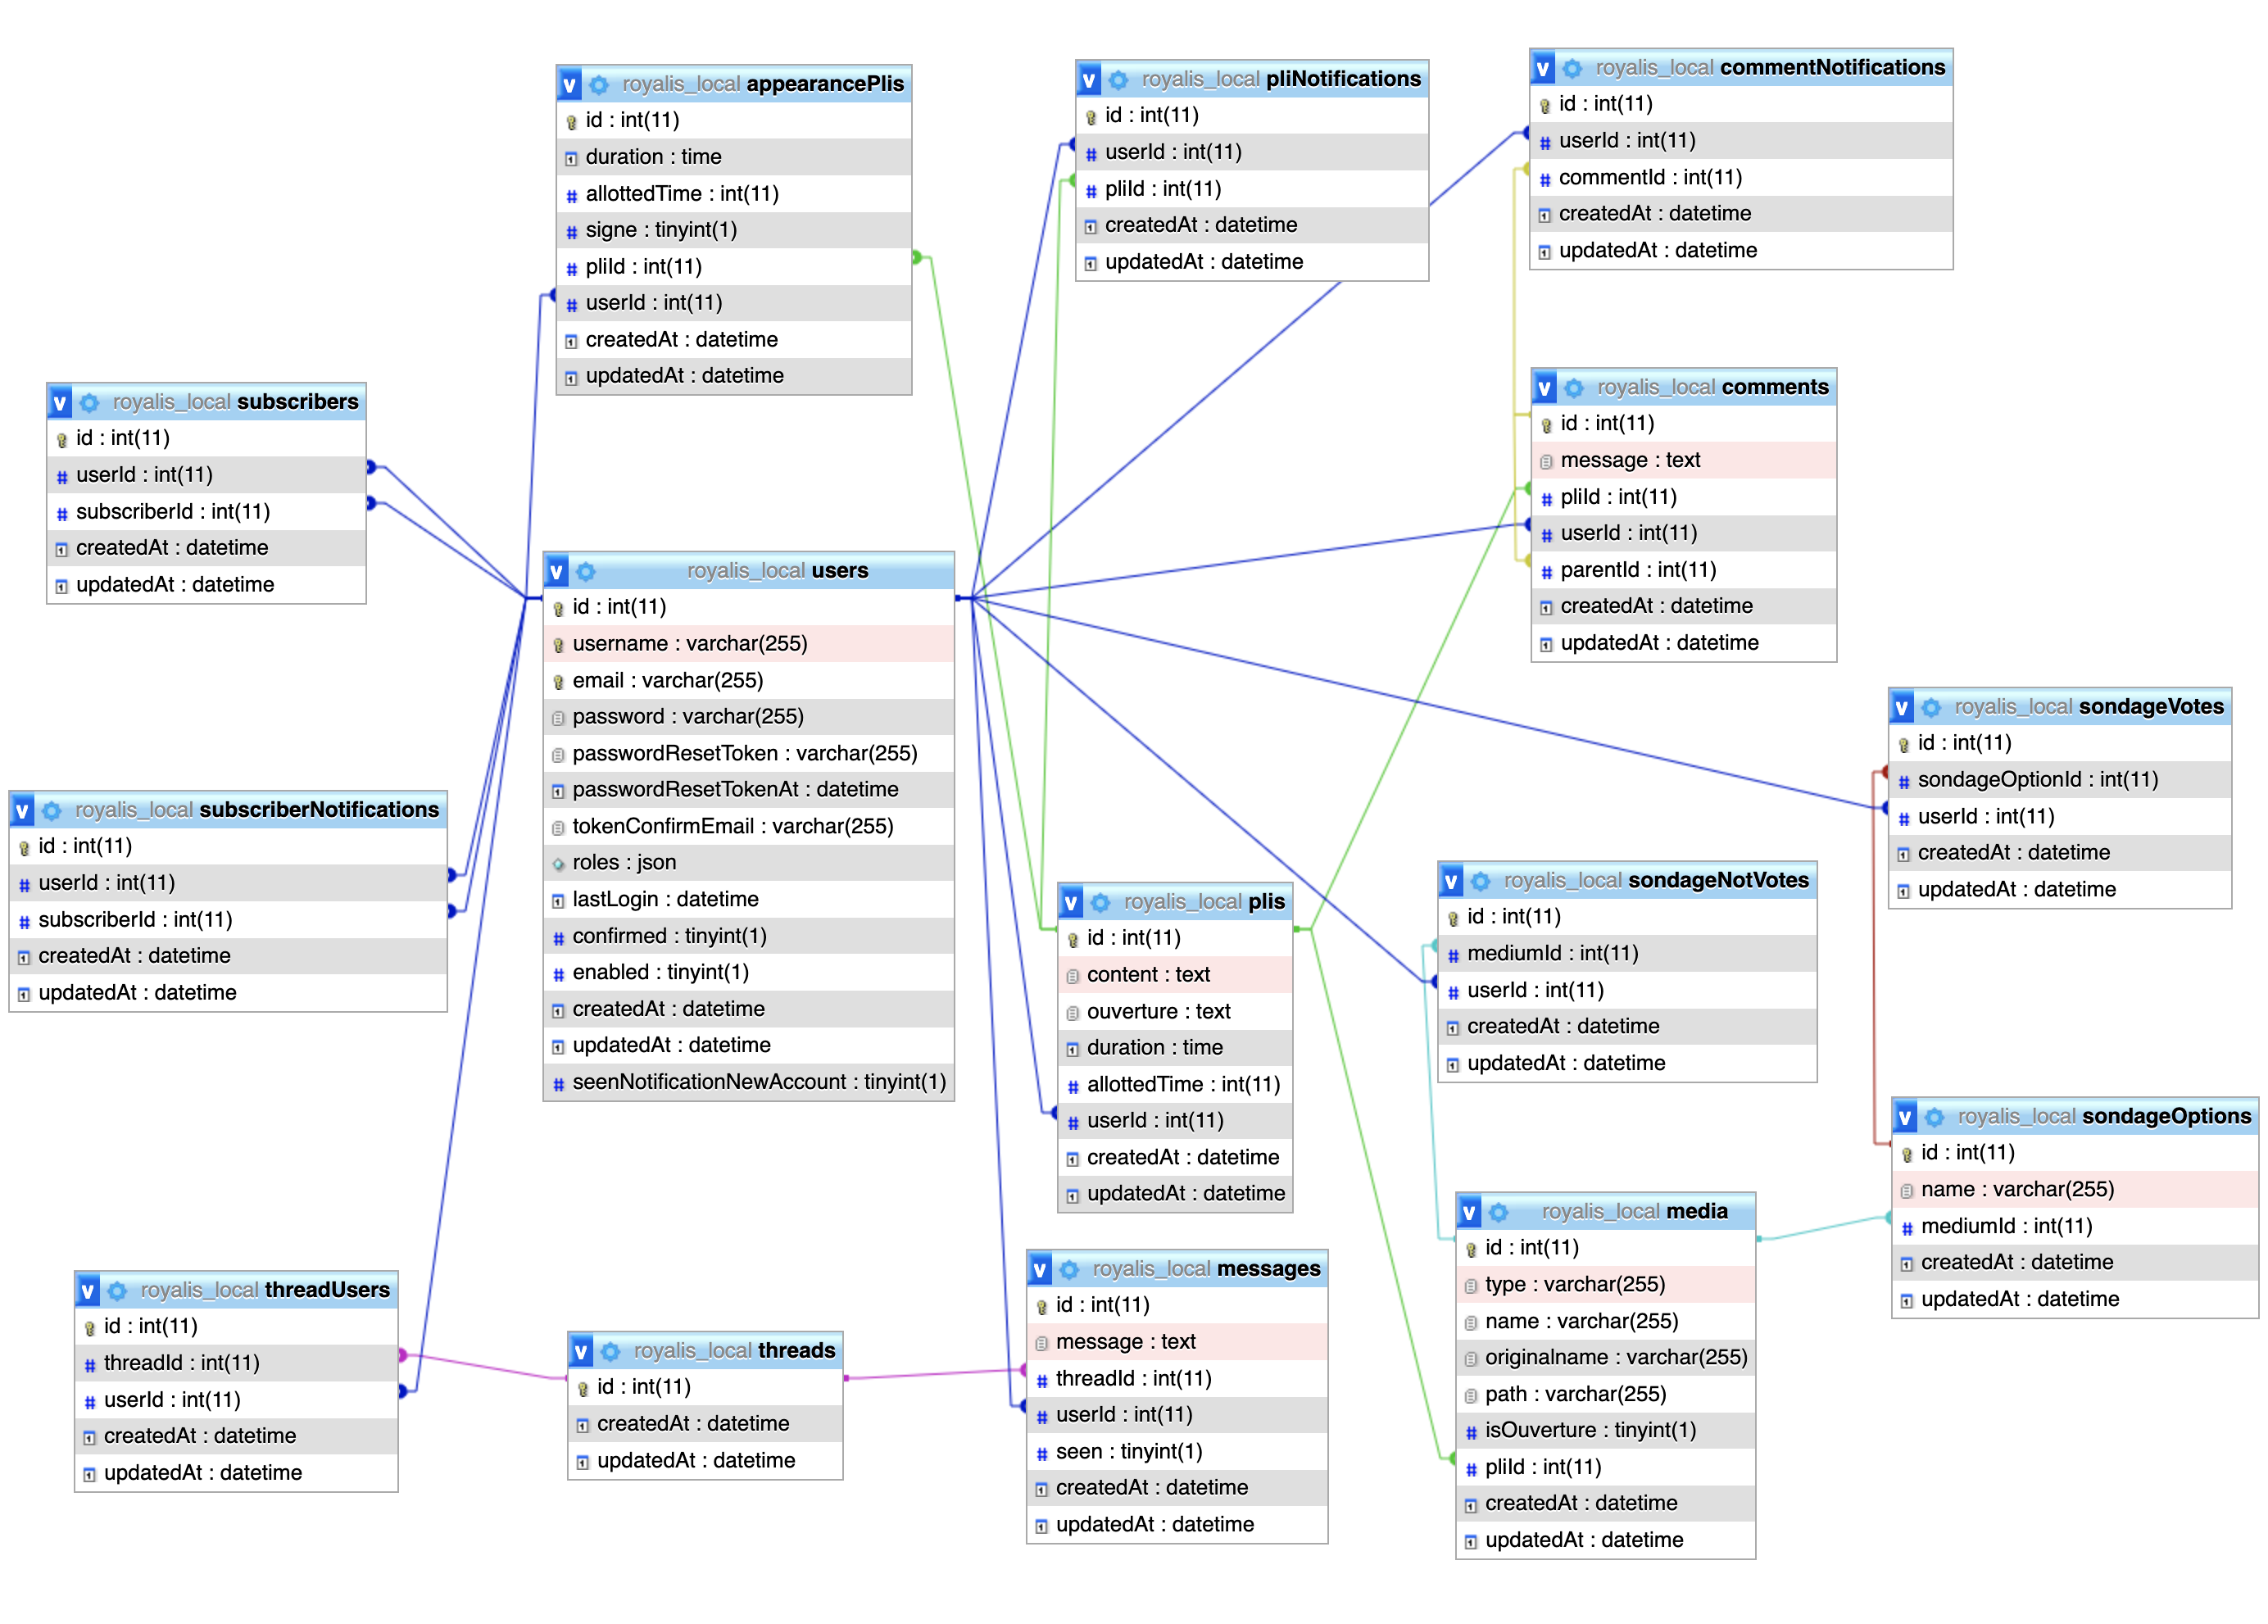 royalis_local appearancePlis
id : int(11)
duration : time
allottedTime : int(11)
signe : tinyint(1)
pliId : int(11)
userId : int(11)
createdAt : datetime
updatedAt : datetime
royalis_local pliNotifications
id : int(11)
userId : int(11)
pliId : int(11)
createdAt : datetime
updatedAt : datetime
royalis_local commentNotifications
id : int(11)
userId : int(11)
commentId : int(11)
createdAt : datetime
updatedAt : datetime
royalis_local subscribers
id : int(11)
userId : int(11)
subscriberId : int(11)
createdAt : datetime
updatedAt : datetime
royalis_local comments
id : int(11)
message : text
pliId : int(11)
userId : int(11)
parentId : int(11)
createdAt : datetime
updatedAt : datetime
royalis_local users
id : int(11)
username : varchar(255)
email : varchar(255)
password : varchar(255)
passwordResetToken : varchar(255)
passwordResetTokenAt : datetime
tokenConfirmEmail : varchar(255)
roles : json
lastLogin : datetime
confirmed : tinyint(1)
enabled : tinyint(1)
createdAt : datetime
updatedAt : datetime
seenNotificationNewAccount : tinyint(1)
royalis_local sondageVotes
id : int(11)
sondageOptionId : int(11)
userId : int(11)
createdAt : datetime
updatedAt : datetime
royalis_local subscriberNotifications
id : int(11)
userId : int(11)
subscriberId : int(11)
createdAt : datetime
updatedAt : datetime
royalis_local plis
id : int(11)
content : text
ouverture : text
duration : time
allottedTime : int(11)
userId : int(11)
createdAt : datetime
updatedAt : datetime
royalis_local sondageNotVotes
id : int(11)
mediumId : int(11)
userId : int(11)
createdAt : datetime
updatedAt : datetime
royalis_local sondageOptions
id : int(11)
name : varchar(255)
mediumId : int(11)
createdAt : datetime
updatedAt : datetime
royalis_local threadUsers
id : int(11)
threadId : int(11)
userId : int(11)
createdAt : datetime
updatedAt : datetime
royalis_local threads
id : int(11)
createdAt : datetime
updatedAt : datetime
royalis_local messages
id : int(11)
message : text
threadId : int(11)
userId : int(11)
seen : tinyint(1)
createdAt : datetime
updatedAt : datetime
royalis_local media
id : int(11)
type : varchar(255)
name : varchar(255)
originalname : varchar(255)
path : varchar(255)
isOuverture : tinyint(1)
pliId : int(11)
createdAt : datetime
updatedAt : datetime